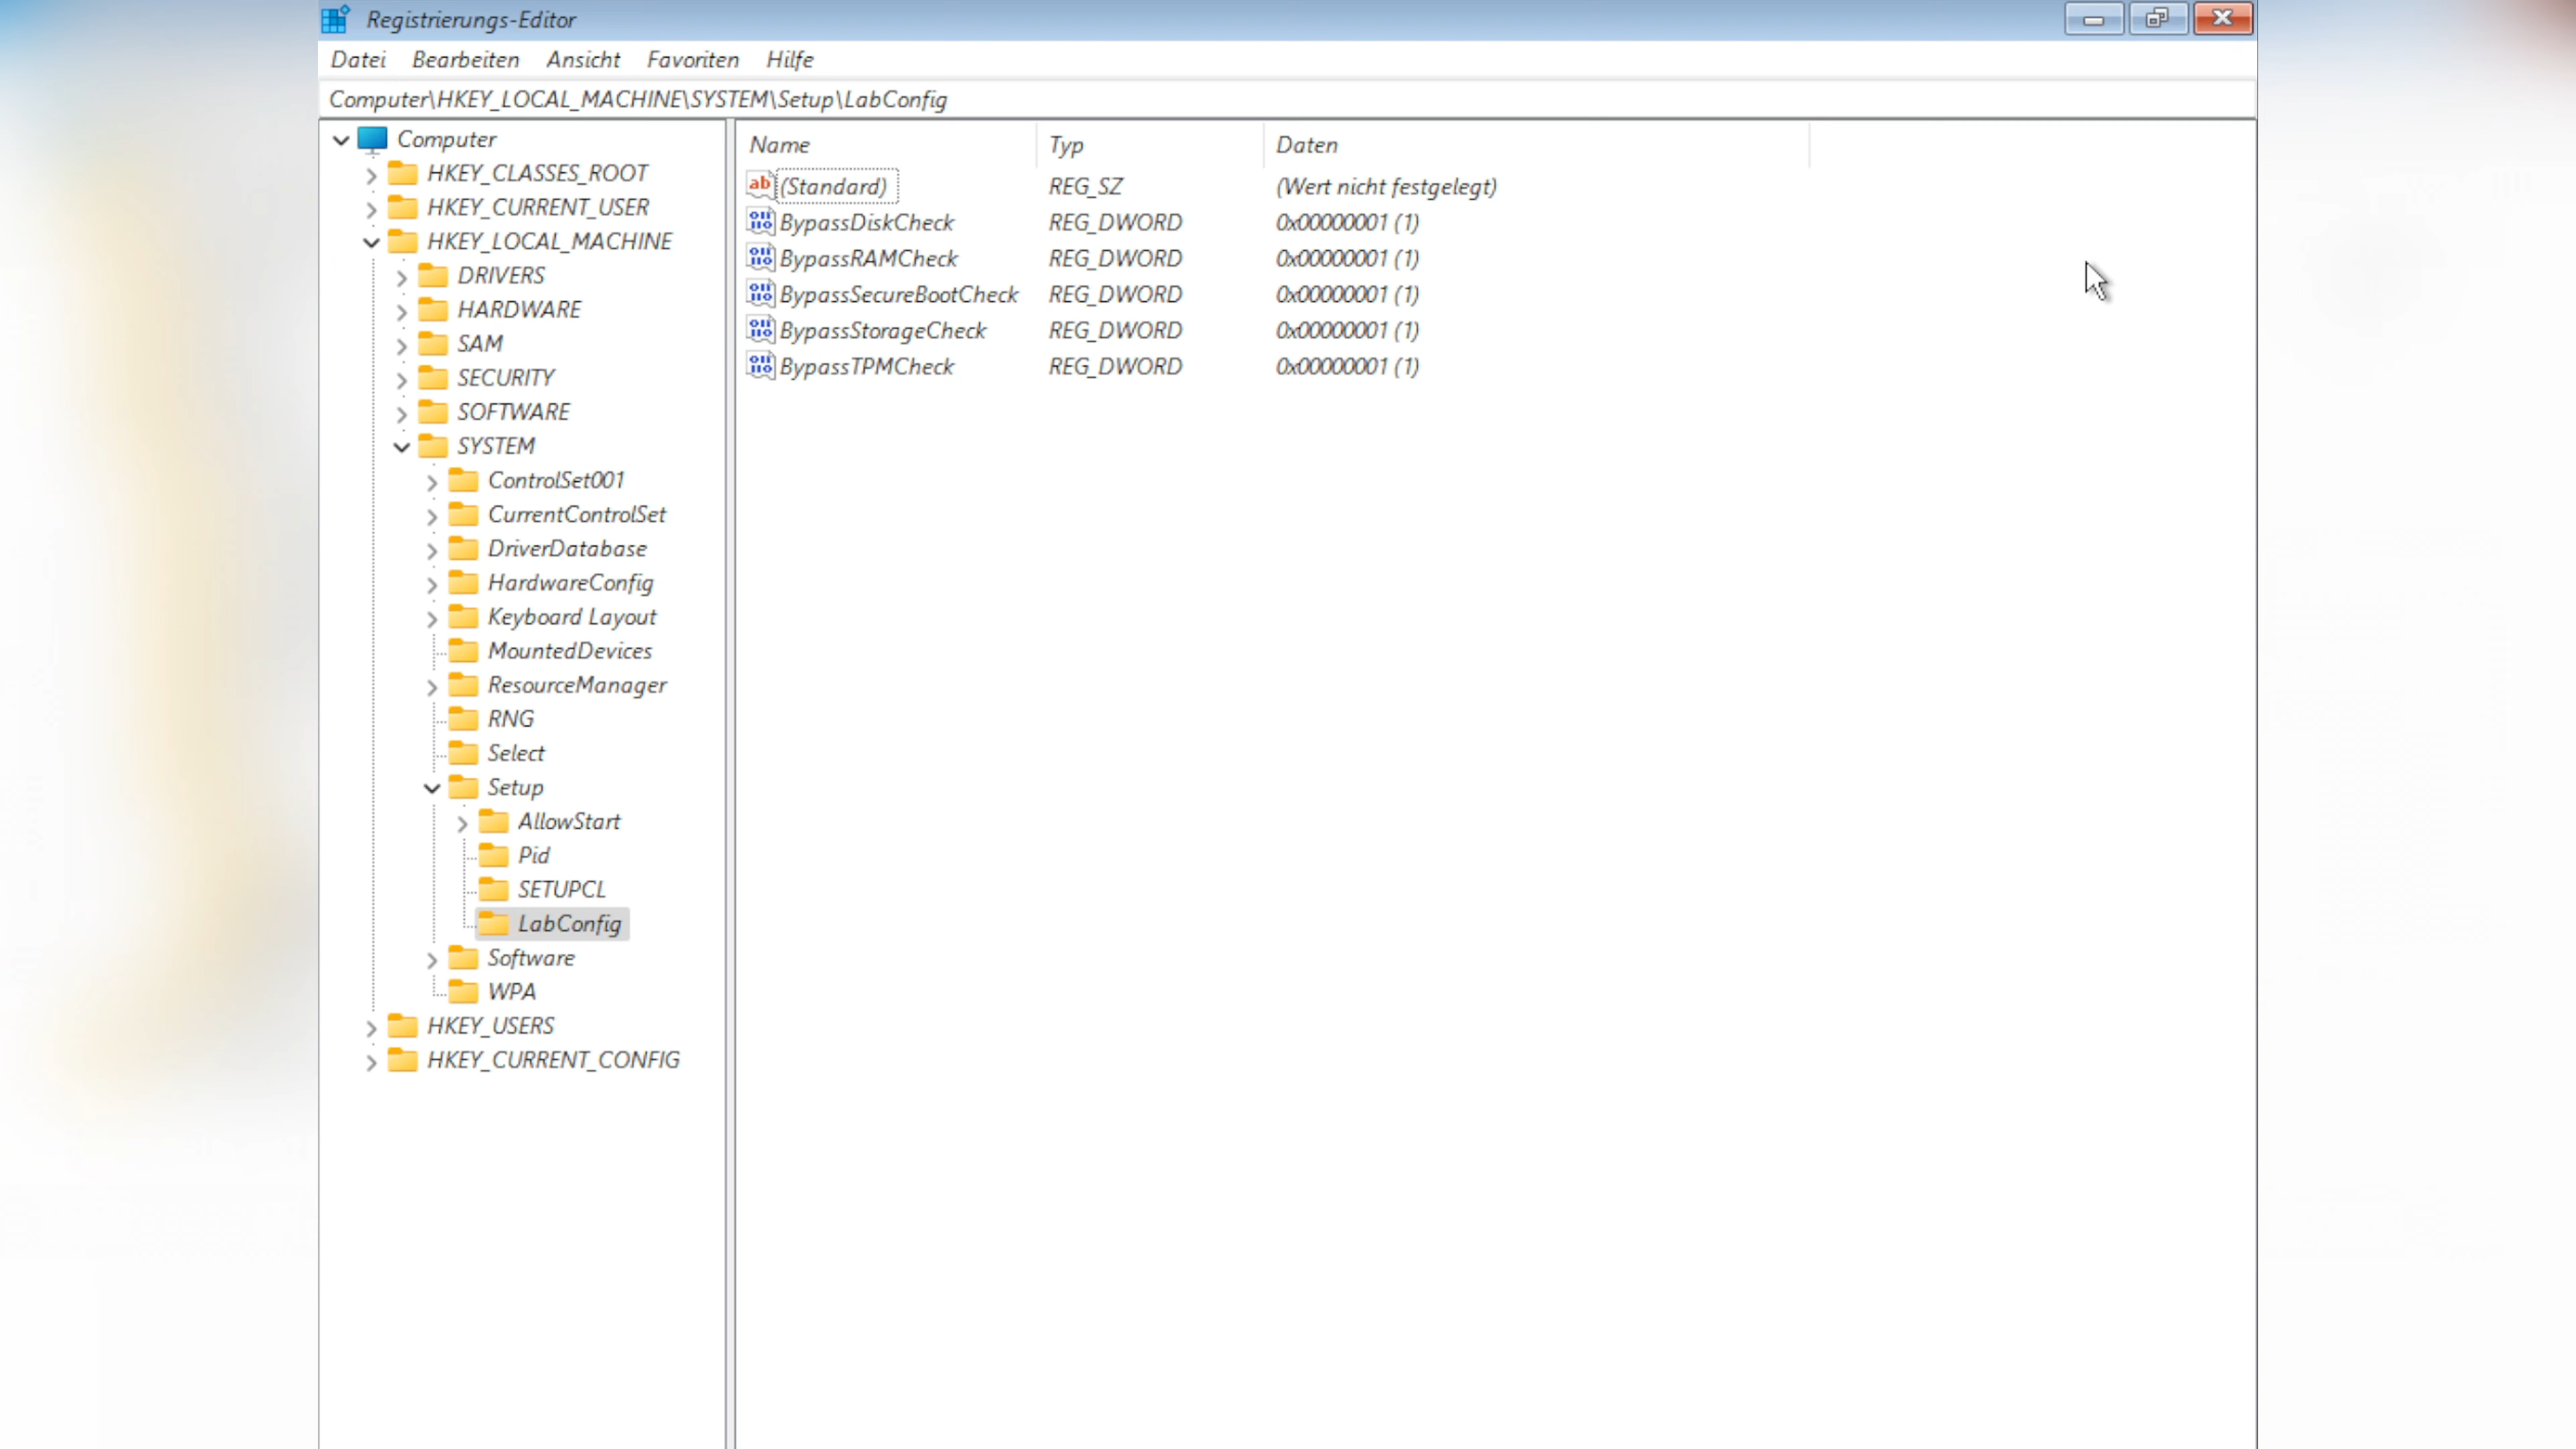 Registrierungs-Editor
Datei Bearbeiten Ansicht Favoriten Hilfe
Computer\HKEY_LOCAL_MACHINE\SYSTEM\Setup\LabConfig
Computer
HKEY_CLASSES_ROOT
HKEY_CURRENT_USER
HKEY_LOCAL_MACHINE
DRIVERS
HARDWARE
SAM
SECURITY
SOFTWARE
SYSTEM
ControlSet001
CurrentControlSet
DriverDatabase
HardwareConfig
Keyboard Layout
MountedDevices
ResourceManager
RNG
Select
Setup
AllowStart
Pid
SETUPCL
LabConfig
Software
WPA
HKEY_USERS
HKEY_CURRENT_CONFIG
Name Typ Daten
(Standard) REG_SZ (Wert nicht festgelegt)
BypassDiskCheck REG_DWORD 0x00000001 (1)
BypassRAMCheck REG_DWORD 0x00000001 (1)
BypassSecureBootCheck REG_DWORD 0x00000001 (1)
BypassStorageCheck REG_DWORD 0x00000001 (1)
BypassTPMCheck REG_DWORD 0x00000001 (1)